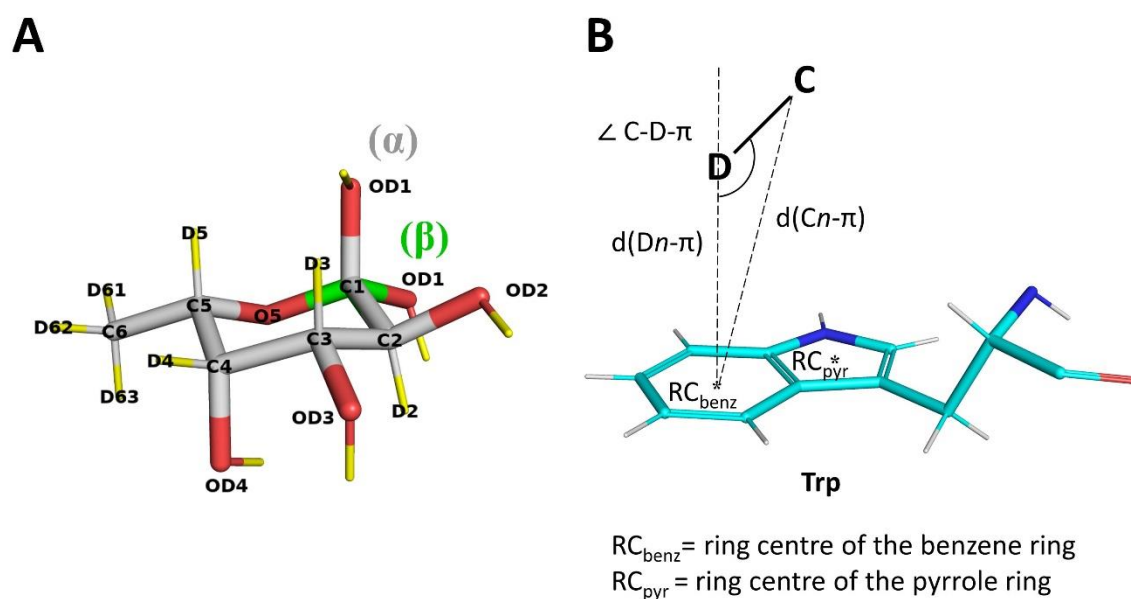 A
(α)
OD1
(β)
D5
D3
OD1
OD2
D61
C1
C5
O5
D62
C6
C3
C2
D4
C4
D63
OD3
D2
OD4
B
C
∠ C-D-π
D
d(Cn-π)
d(Dn-π)
RCpyr
*
*
RCbenz
Trp
RCbenz= ring centre of the benzene ring
RCpyr = ring centre of the pyrrole ring